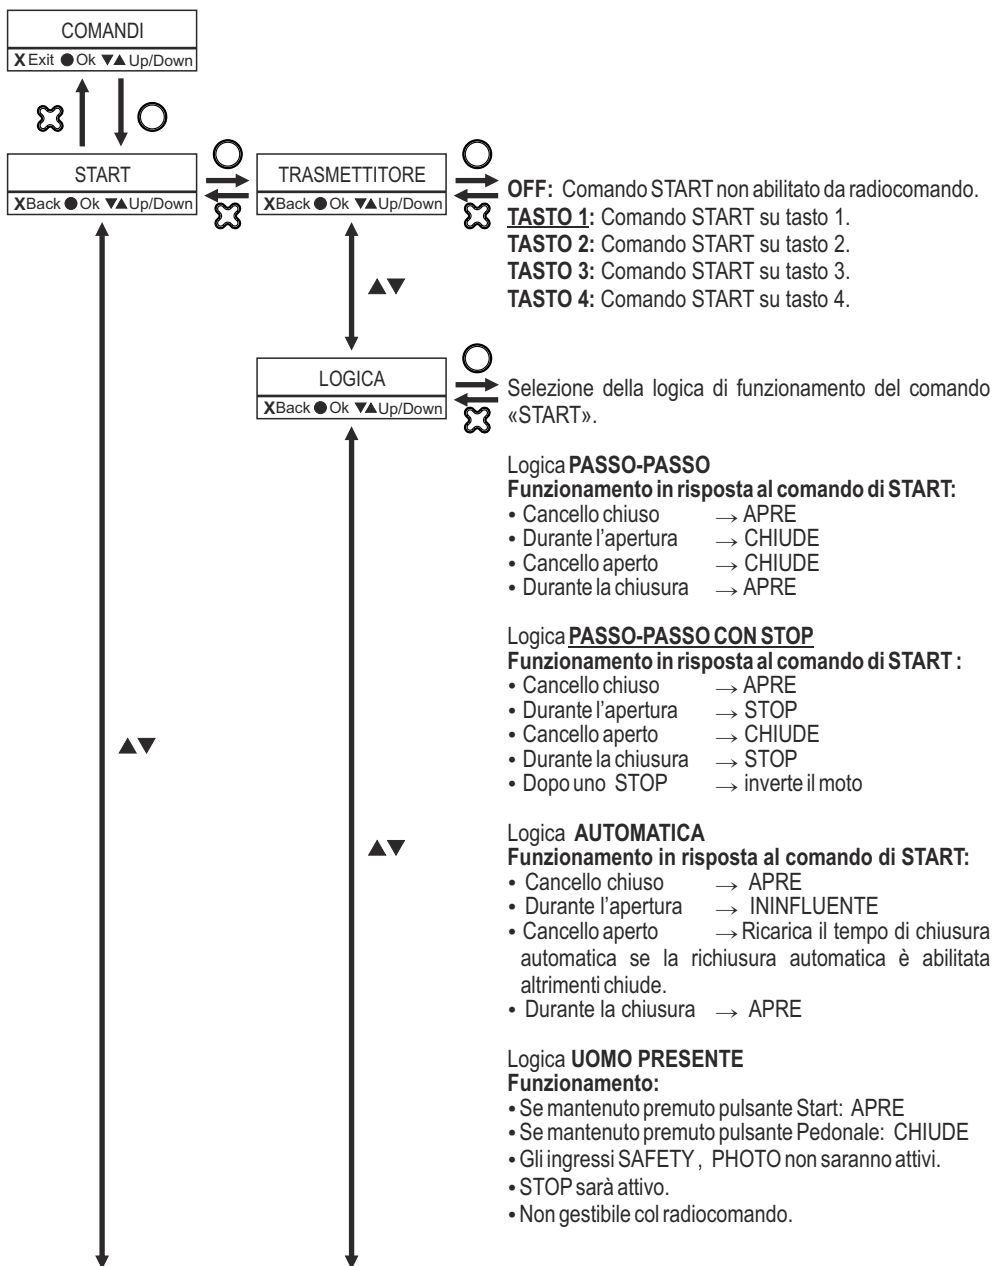 COMANDI
X Exit ● Ok ▼▲ Up/Down
START
X Back ● Ok ▼▲ Up/Down
TRASMETTITORE
X Back ● Ok ▼▲ Up/Down
OFF: Comando START non abilitato da radiocomando.
TASTO 1: Comando START su tasto 1.
TASTO 2: Comando START su tasto 2.
TASTO 3: Comando START su tasto 3.
TASTO 4: Comando START su tasto 4.
▲▼
LOGICA
X Back ● Ok ▼▲ Up/Down
Selezione della logica di funzionamento del comando
«START».
Logica PASSO-PASSO
Funzionamento in risposta al comando di START:
• Cancello chiuso → APRE
• Durante l'apertura → CHIUDE
• Cancello aperto → CHIUDE
• Durante la chiusura → APRE
Logica PASSO-PASSO CON STOP
Funzionamento in risposta al comando di START :
• Cancello chiuso → APRE
• Durante l'apertura → STOP
• Cancello aperto → CHIUDE
• Durante la chiusura → STOP
• Dopo uno STOP → inverte il moto
▲▼
▲▼
Logica AUTOMATICA
Funzionamento in risposta al comando di START:
• Cancello chiuso → APRE
• Durante l'apertura → ININFLUENTE
• Cancello aperto → Ricarica il tempo di chiusura
automatica se la richiusura automatica è abilitata
altrimenti chiude.
• Durante la chiusura → APRE
Logica UOMO PRESENTE
Funzionamento:
• Se mantenuto premuto pulsante Start: APRE
• Se mantenuto premuto pulsante Pedonale: CHIUDE
• Gli ingressi SAFETY , PHOTO non saranno attivi.
• STOP sarà attivo.
• Non gestibile col radiocomando.